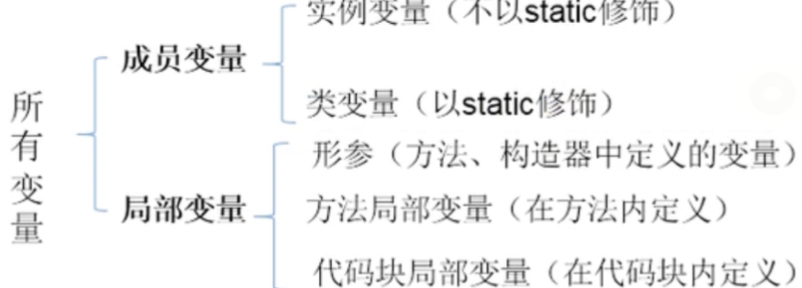 实例变量（不以static修饰）
成员变量
类变量（以static修饰）
所有变量
形参（方法、构造器中定义的变量）
局部变量
方法局部变量（在方法内定义）
代码块局部变量（在代码块内定义）